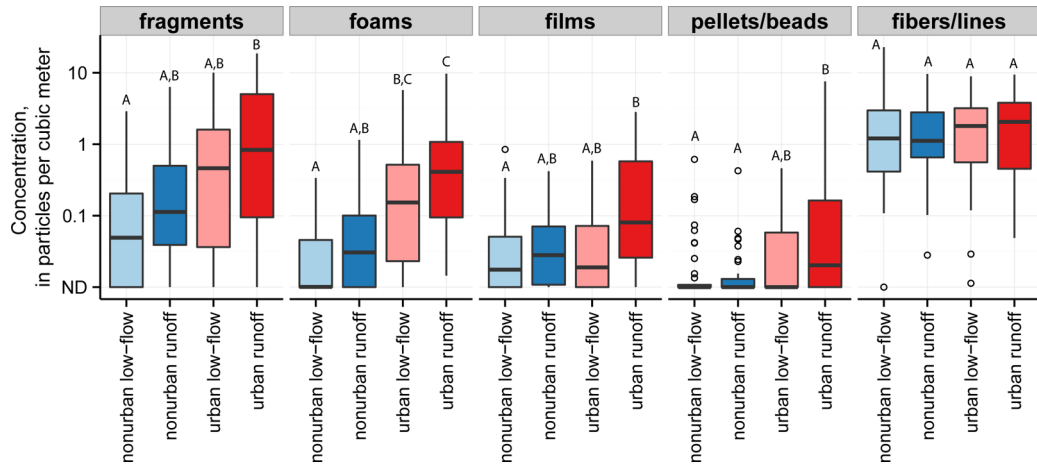 fragments
foams
films
pellets/beads
fibers/lines
Concentration,
in particles per cubic meter
10
1
0.1
ND
A
A,B
A,B
B
A
A,B
B,C
C
A
A,B
A,B
B
A
A
A,B
B
A
A
A
A
nonurban low-flow
nonurban runoff
urban low-flow
urban runoff
nonurban low-flow
nonurban runoff
urban low-flow
urban runoff
nonurban low-flow
nonurban runoff
urban low-flow
urban runoff
nonurban low-flow
nonurban runoff
urban low-flow
urban runoff
nonurban low-flow
nonurban runoff
urban low-flow
urban runoff